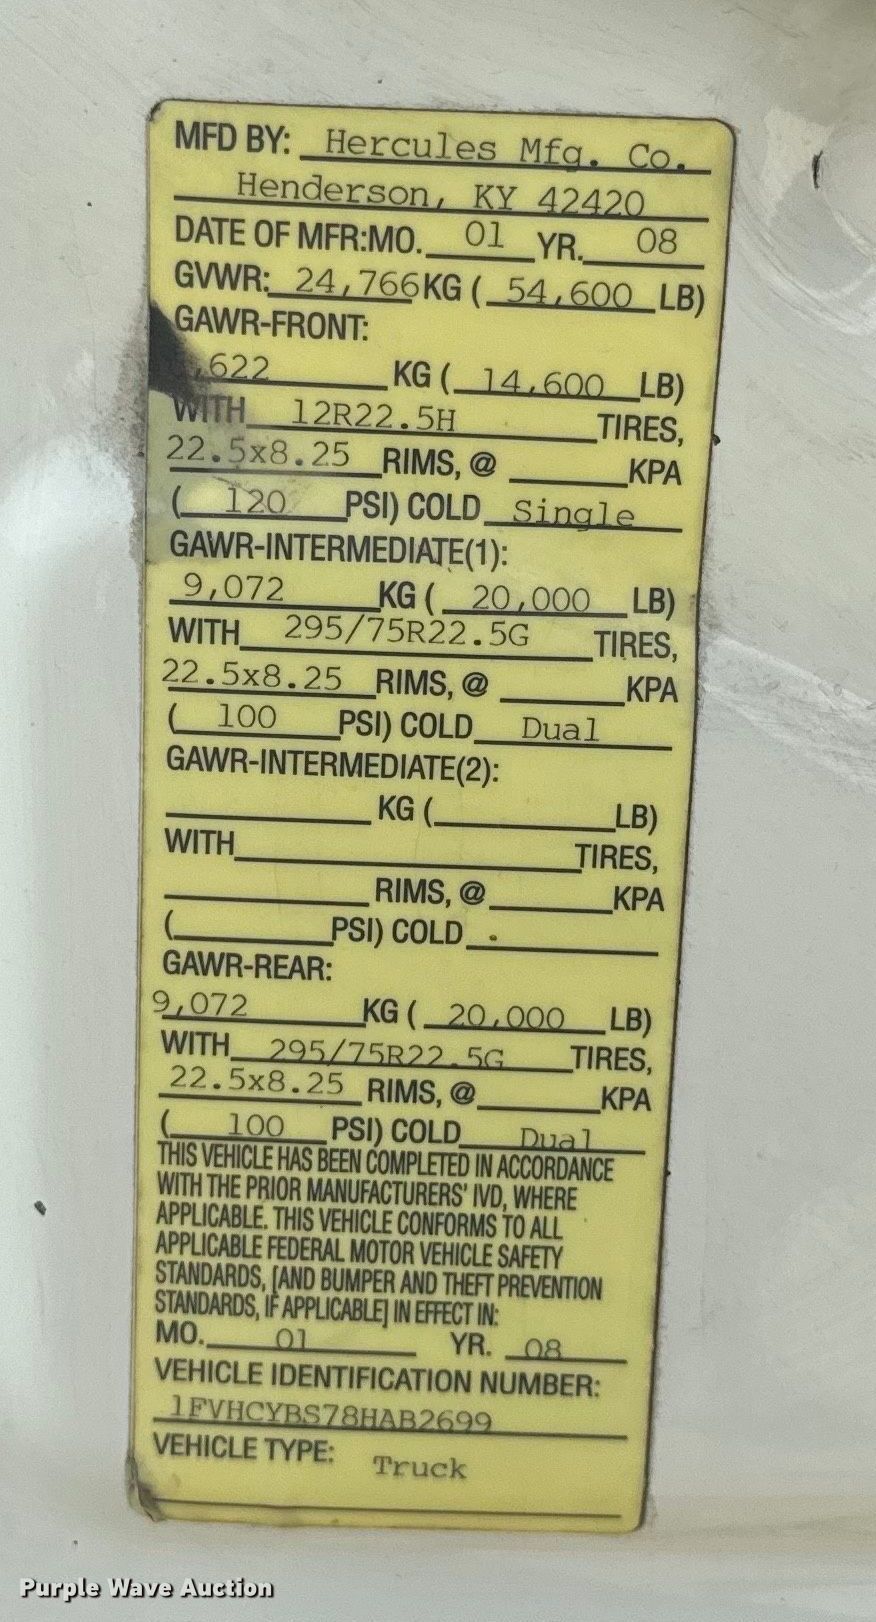 MFD BY: Hercules Mfg. Co.
Henderson, KY 42420
DATE OF MFR:MO. 01 YR. 08
GVWR: 24,766 KG ( 54,600 LB)
GAWR-FRONT:
,622 KG ( 14,600 LB)
WITH 12R22.5H TIRES,
22.5x8.25 RIMS, @ KPA
( 120 PSI) COLD Single
GAWR-INTERMEDIATE(1):
9,072 KG ( 20,000 LB)
WITH 295/75R22.5G TIRES,
22.5x8.25 RIMS, @ KPA
( 100 PSI) COLD Dual
GAWR-INTERMEDIATE(2):
KG ( LB)
WITH TIRES,
RIMS, @ KPA
( PSI) COLD
GAWR-REAR:
9,072 KG ( 20,000 LB)
WITH 295/75R22.5G TIRES,
22.5x8.25 RIMS, @ KPA
( 100 PSI) COLD Dual
THIS VEHICLE HAS BEEN COMPLETED IN ACCORDANCE
WITH THE PRIOR MANUFACTURERS' IVD, WHERE
APPLICABLE. THIS VEHICLE CONFORMS TO ALL
APPLICABLE FEDERAL MOTOR VEHICLE SAFETY
STANDARDS, [AND BUMPER AND THEFT PREVENTION
STANDARDS, IF APPLICABLE] IN EFFECT IN:
MO. 01 YR. 08
VEHICLE IDENTIFICATION NUMBER:
1FVHCYBS78HAB2699
VEHICLE TYPE: Truck
Purple Wave Auction